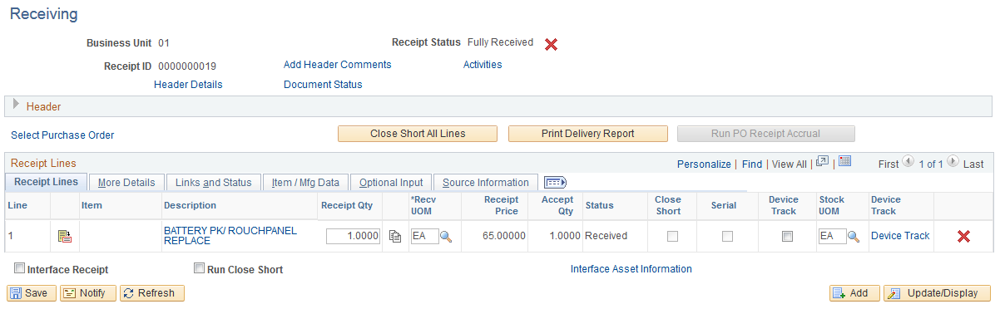 Receiving
Business Unit 01 Receipt Status Fully Received
Receipt ID 0000000019 Add Header Comments Activities
Header Details Document Status
Header
Select Purchase Order Close Short All Lines Print Delivery Report Run PO Receipt Accrual
Receipt Lines Personalize | Find | View All | | First 1 of 1 Last
Receipt Lines More Details Links and Status Item / Mfg Data Optional Input Source Information
Line Item Description Receipt Qty *Recv UOM Receipt Price Accept Qty Status Close Short Serial Device Track Stock UOM Device Track
1 BATTERY PK/ ROUCHPANEL REPLACE 1.0000 EA 65.00000 1.0000 Received EA Device Track
Interface Receipt Run Close Short Interface Asset Information
Save Notify Refresh Add Update/Display